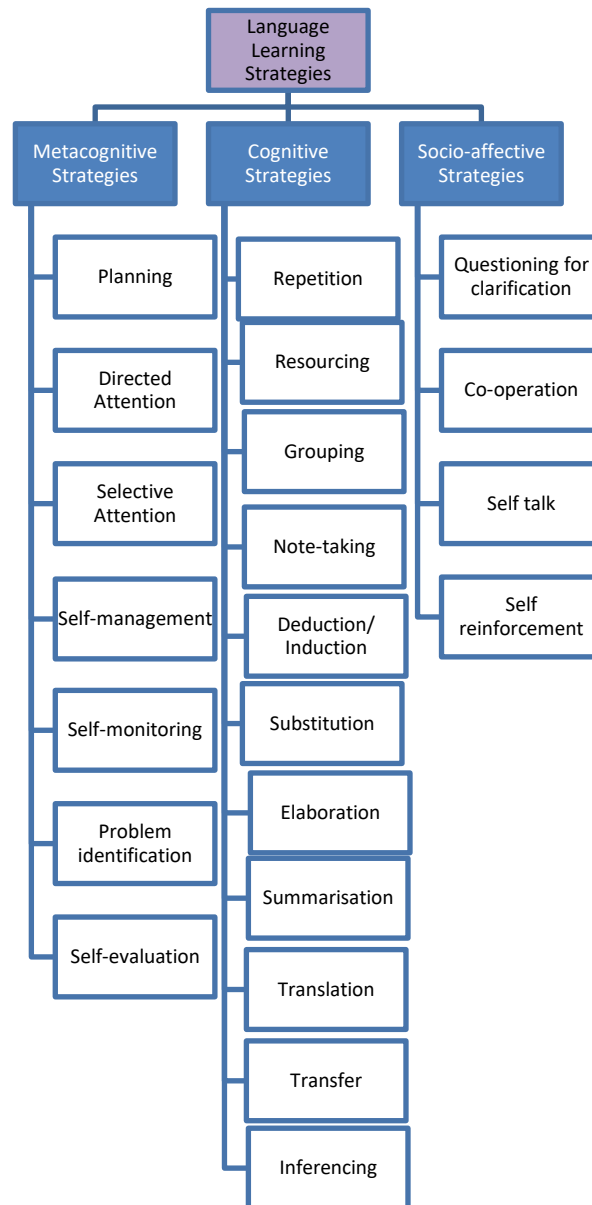 Language
Learning
Strategies
Metacognitive
Strategies
Cognitive
Strategies
Socio-affective
Strategies
Planning
Directed
Attention
Selective
Attention
Self-management
Self-monitoring
Problem
identification
Self-evaluation
Repetition
Resourcing
Grouping
Note-taking
Deduction/
Induction
Substitution
Elaboration
Summarisation
Translation
Transfer
Inferencing
Questioning for
clarification
Co-operation
Self talk
Self
reinforcement